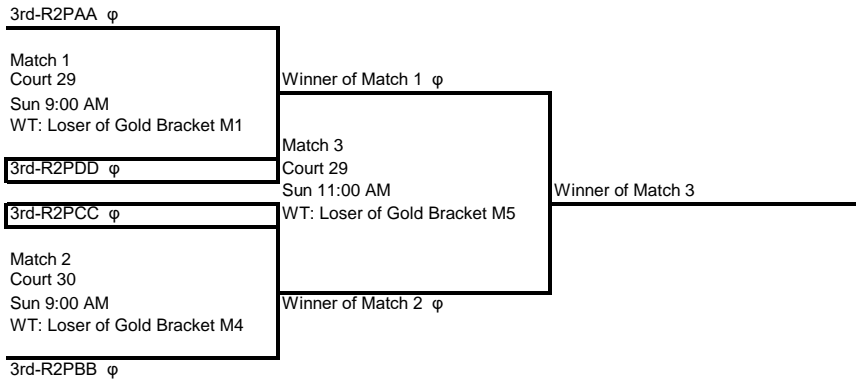 3rd-R2PAA φ
Match 1
Court 29
Sun 9:00 AM
WT: Loser of Gold Bracket M1
3rd-R2PDD φ
3rd-R2PCC φ
Match 2
Court 30
Sun 9:00 AM
WT: Loser of Gold Bracket M4
3rd-R2PBB φ
Winner of Match 1 φ
Match 3
Court 29
Sun 11:00 AM
WT: Loser of Gold Bracket M5
Winner of Match 2 φ
Winner of Match 3